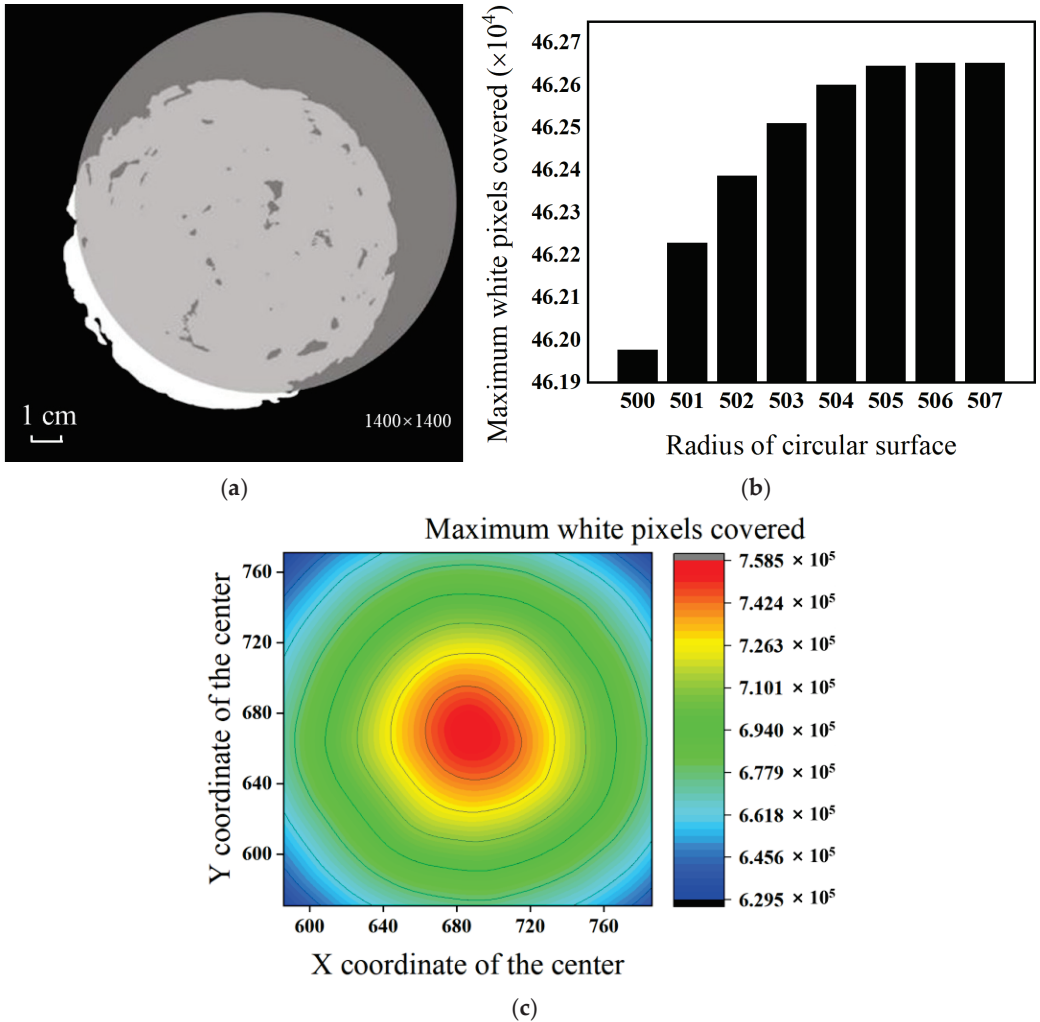 1 cm
1400×1400
(a)
Maximum white pixels covered (×10⁴)
46.27
46.26
46.25
46.24
46.23
46.22
46.21
46.20
46.19
500 501 502 503 504 505 506 507
Radius of circular surface
(b)
Maximum white pixels covered
Y coordinate of the center
760
720
680
640
600
600 640 680 720 760
X coordinate of the center
7.585 × 10⁵
7.424 × 10⁵
7.263 × 10⁵
7.101 × 10⁵
6.940 × 10⁵
6.779 × 10⁵
6.618 × 10⁵
6.456 × 10⁵
6.295 × 10⁵
(c)